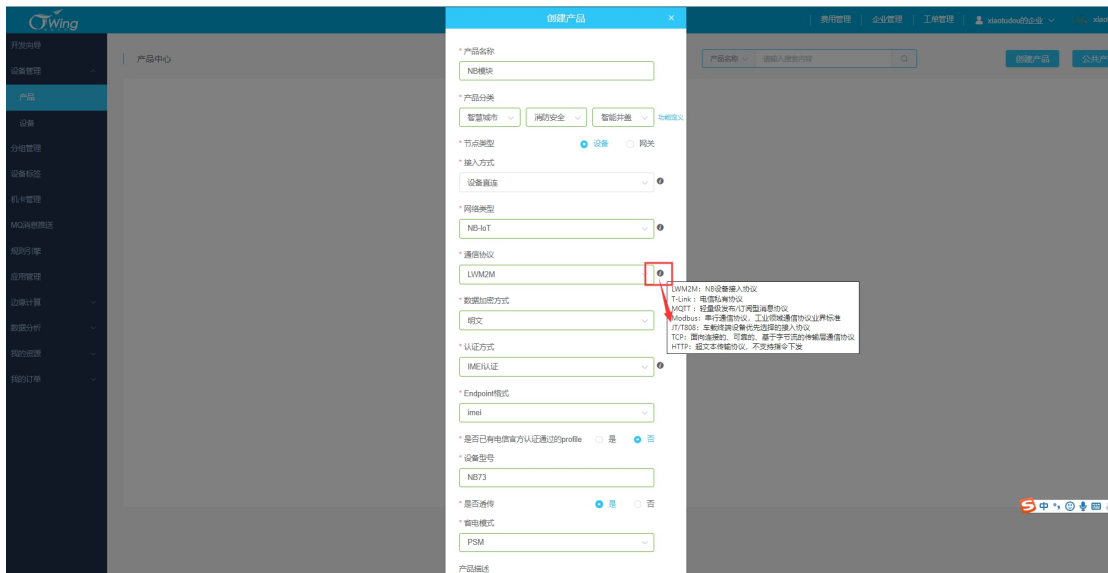 CTWing
创建产品
×
费用管理
企业管理
工单管理
xiaotudou的企业
开发向导
设备管理
产品
设备
分组管理
设备标签
机卡管理
MQ消息推送
规则引擎
应用管理
边缘计算
数据分析
我的资源
我的订单
产品中心
产品名称
请输入搜索内容
创建产品
* 产品名称
NB模块
* 产品分类
智慧城市
消防安全
智能井盖
功能定义
* 节点类型
设备
网关
* 接入方式
设备直连
* 网络类型
NB-IoT
* 通信协议
LWM2M
LWM2M：NB设备接入协议
T-Link：电信私有协议
MQTT：轻量级发布/订阅型消息协议
Modbus：串行通信协议，工业领域通信协议业界标准
JT/T808：车载终端设备优先选择的接入协议
TCP：面向连接的、可靠的、基于字节流的传输层通信协议
HTTP：超文本传输协议，不支持指令下发
* 数据加密方式
明文
* 认证方式
IMEI认证
* Endpoint格式
imei
* 是否已有电信官方认证通过的profile
是
否
* 设备型号
NB73
* 是否透传
是
否
* 省电模式
PSM
产品描述
中